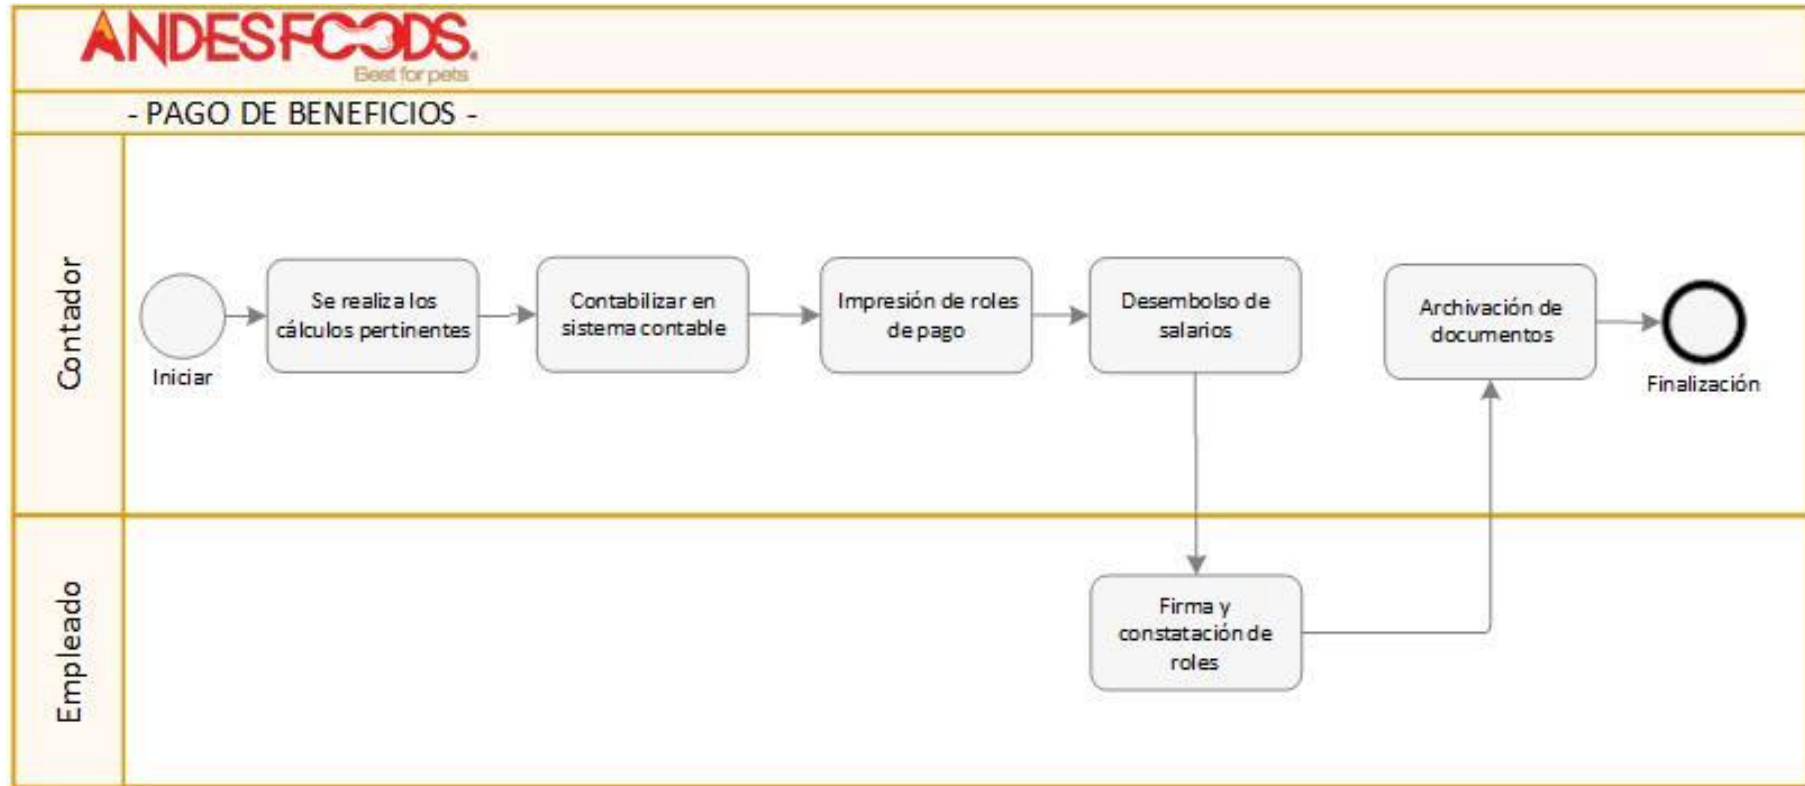 ANDESFOODS.
Best for pets
- PAGO DE BENEFICIOS -
Contador
Iniciar
Se realiza los
cálculos pertinentes
Contabilizar en
sistema contable
Impresión de roles
de pago
Desembolso de
salarios
Archivación de
documentos
Finalización
Empleado
Firma y
constatación de
roles